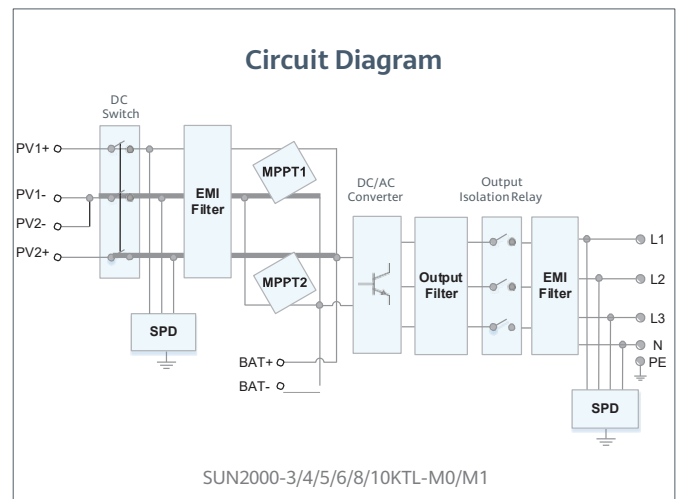 Circuit Diagram
DC
Switch
PV1+
PV1-
PV2-
PV2+
EMI
Filter
MPPT1
MPPT2
SPD
BAT+
BAT-
DC/AC
Converter
Output
Filter
Output
Isolation Relay
EMI
Filter
L1
L2
L3
N
PE
SPD
SUN2000-3/4/5/6/8/10KTL-M0/M1